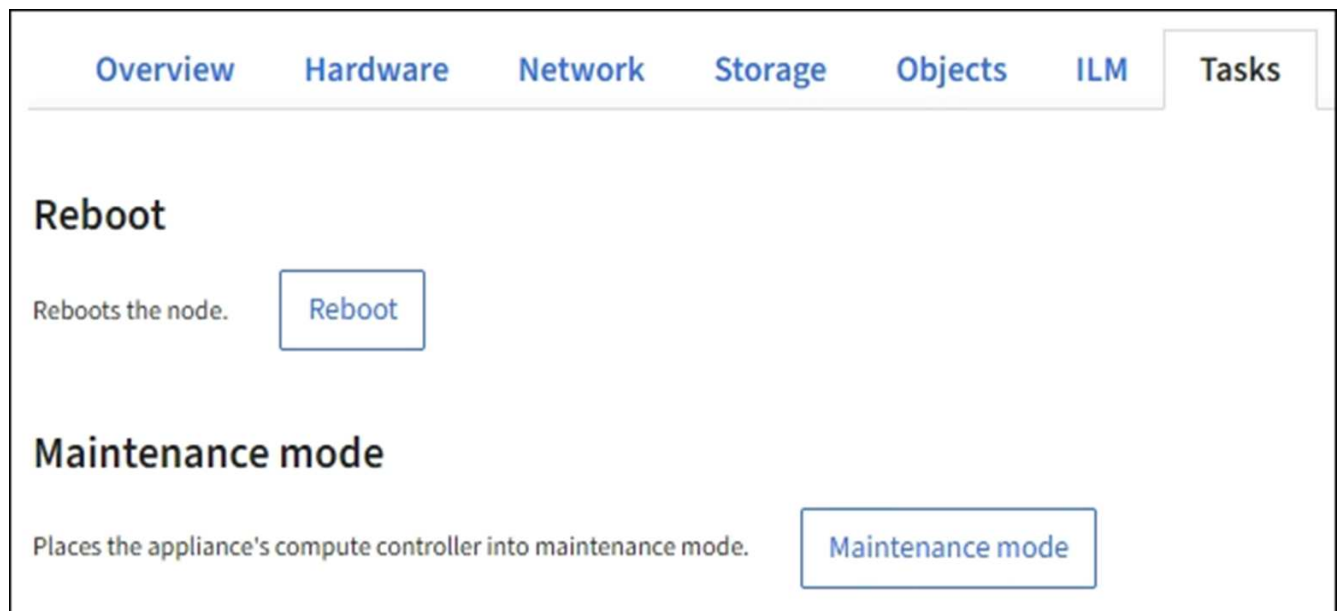 Overview Hardware Network Storage Objects ILM Tasks
Reboot
Reboots the node. Reboot
Maintenance mode
Places the appliance's compute controller into maintenance mode. Maintenance mode